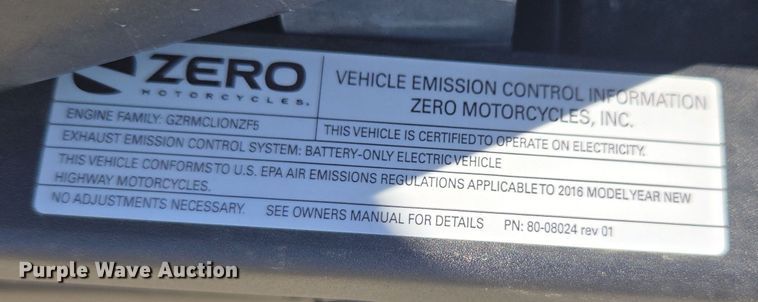 ZERO
MOTORCYCLES.
VEHICLE EMISSION CONTROL INFORMATION
ZERO MOTORCYCLES, INC.
ENGINE FAMILY: GZRMCLIONZF5
THIS VEHICLE IS CERTIFIED TO OPERATE ON ELECTRICITY.
EXHAUST EMISSION CONTROL SYSTEM: BATTERY-ONLY ELECTRIC VEHICLE
THIS VEHICLE CONFORMS TO U.S. EPA AIR EMISSIONS REGULATIONS APPLICABLE TO 2016 MODEL YEAR NEW
HIGHWAY MOTORCYCLES.
NO ADJUSTMENTS NECESSARY. SEE OWNERS MANUAL FOR DETAILS PN: 80-08024 rev 01
Purple Wave Auction